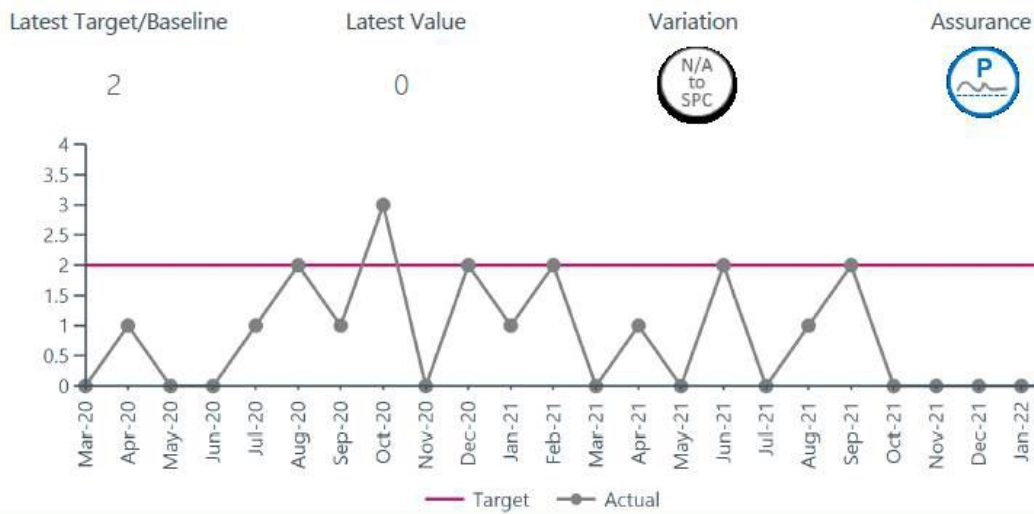 Latest Target/Baseline Latest Value Variation Assurance
2 0 N/A to SPC P
4
3.5
3
2.5
2
1.5
1
0.5
0
Mar-20 Apr-20 May-20 Jun-20 Jul-20 Aug-20 Sep-20 Oct-20 Nov-20 Dec-20 Jan-21 Feb-21 Mar-21 Apr-21 May-21 Jun-21 Jul-21 Aug-21 Sep-21 Oct-21 Nov-21 Dec-21 Jan-22
Target Actual